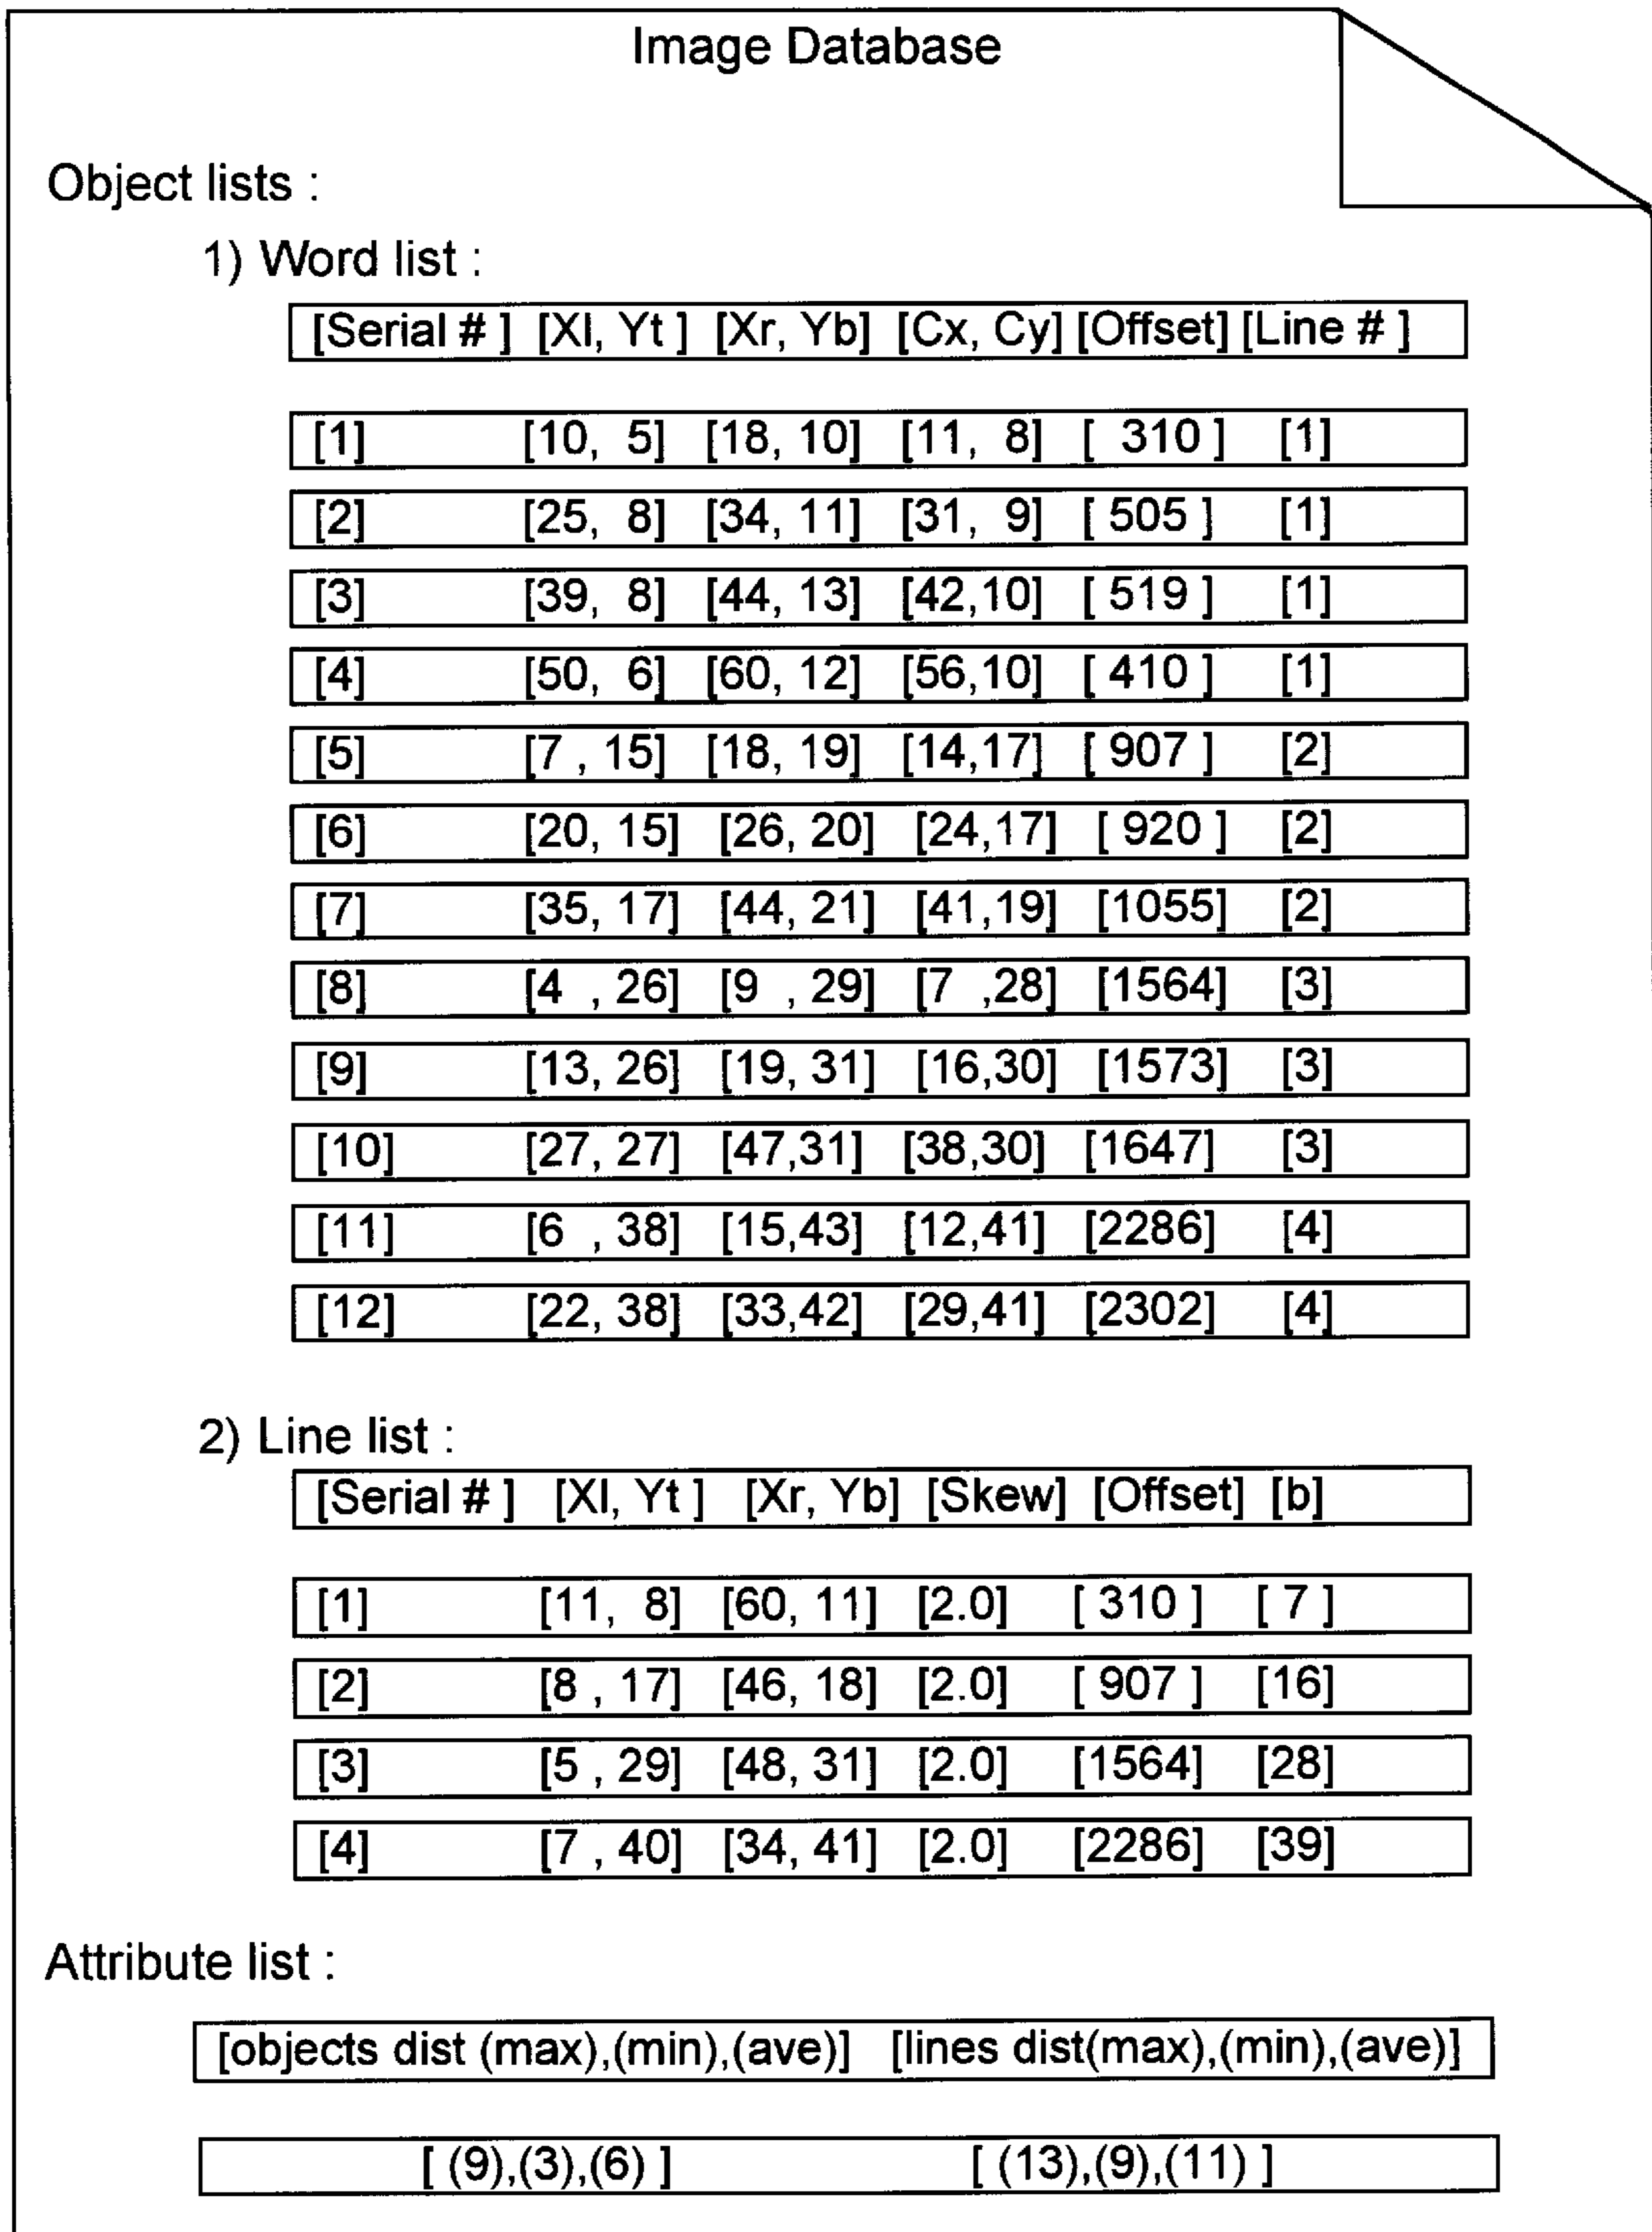 Image Database
Object lists :
1) Word list :
[Serial # ] [Xl, Yt ] [Xr, Yb] [Cx, Cy] [Offset] [Line # ]
[1] [10, 5] [18, 10] [11, 8] [ 310 ] [1]
[2] [25, 8] [34, 11] [31, 9] [ 505 ] [1]
[3] [39, 8] [44, 13] [42,10] [ 519 ] [1]
[4] [50, 6] [60, 12] [56,10] [ 410 ] [1]
[5] [7 , 15] [18, 19] [14,17] [ 907 ] [2]
[6] [20, 15] [26, 20] [24,17] [ 920 ] [2]
[7] [35, 17] [44, 21] [41,19] [1055] [2]
[8] [4 , 26] [9 , 29] [7 ,28] [1564] [3]
[9] [13, 26] [19, 31] [16,30] [1573] [3]
[10] [27, 27] [47,31] [38,30] [1647] [3]
[11] [6 , 38] [15,43] [12,41] [2286] [4]
[12] [22, 38] [33,42] [29,41] [2302] [4]
2) Line list :
[Serial # ] [Xl, Yt ] [Xr, Yb] [Skew] [Offset] [b]
[1] [11, 8] [60, 11] [2.0] [ 310 ] [ 7 ]
[2] [8 , 17] [46, 18] [2.0] [ 907 ] [16]
[3] [5 , 29] [48, 31] [2.0] [1564] [28]
[4] [7 , 40] [34, 41] [2.0] [2286] [39]
Attribute list :
[objects dist (max),(min),(ave)] [lines dist(max),(min),(ave)]
[ (9),(3),(6) ] [ (13),(9),(11) ]